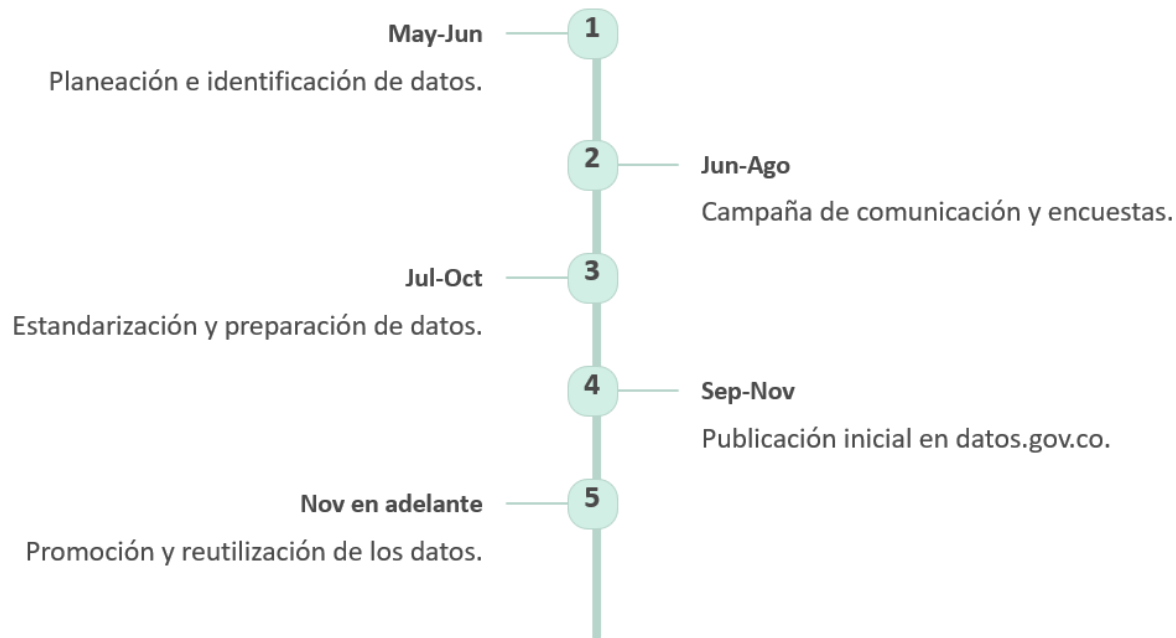 1
May-Jun
Planeación e identificación de datos.
2
Jun-Ago
Campaña de comunicación y encuestas.
3
Jul-Oct
Estandarización y preparación de datos.
4
Sep-Nov
Publicación inicial en datos.gov.co.
5
Nov en adelante
Promoción y reutilización de los datos.